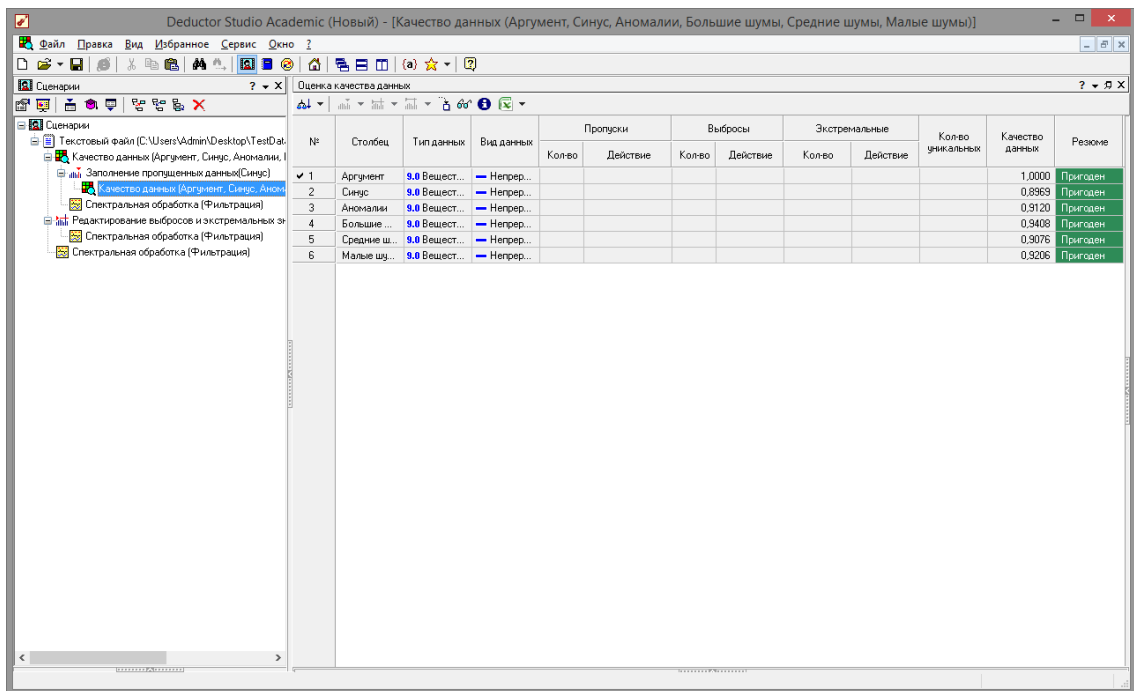 Deductor Studio Academic (Новый) - [Качество данных (Аргумент, Синус, Аномалии, Большие шумы, Средние шумы, Малые шумы)]
Файл Правка Вид Избранное Сервис Окно ?
Сценарии
Оценка качества данных
Сценарии
Текстовый файл (C:\Users\Admin\Desktop\TestDat
Качество данных (Аргумент, Синус, Аномалии,
Заполнение пропущенных данных(Синус)
Качество данных (Аргумент, Синус, Аном
Спектральная обработка (Фильтрация)
Редактирование выбросов и экстремальных зн
Спектральная обработка (Фильтрация)
Спектральная обработка (Фильтрация)
№ Столбец Тип данных Вид данных Пропуски Выбросы Экстремальные Кол-во уникальных Качество данных Резюме
Кол-во Действие Кол-во Действие Кол-во Действие
1 Аргумент 9.0 Вещест... Непрер... 1,0000 Пригоден
2 Синус 9.0 Вещест... Непрер... 0,8969 Пригоден
3 Аномалии 9.0 Вещест... Непрер... 0,9120 Пригоден
4 Большие ... 9.0 Вещест... Непрер... 0,9408 Пригоден
5 Средние ш... 9.0 Вещест... Непрер... 0,9076 Пригоден
6 Малые шу... 9.0 Вещест... Непрер... 0,9206 Пригоден